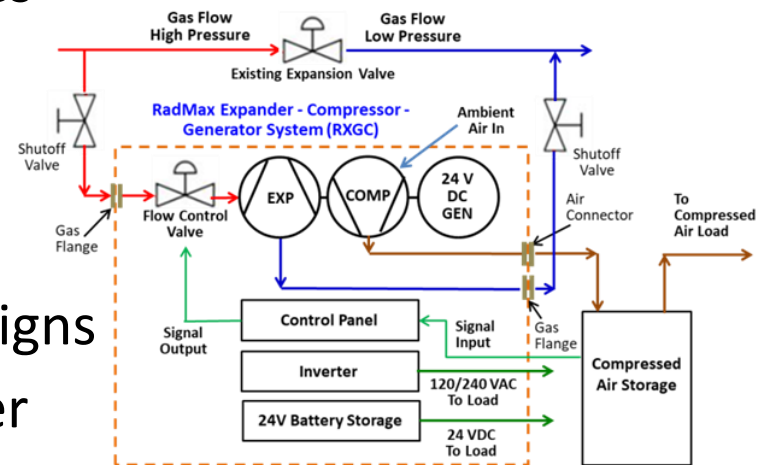 Gas Flow
High Pressure
Gas Flow
Low Pressure
Existing Expansion Valve
RadMax Expander - Compressor -
Generator System (RXGC)
Ambient
Air In
Shutoff
Valve
Shutoff
Valve
EXP
COMP
24 V
DC
GEN
Flow Control
Valve
Gas
Flange
Air
Connector
To
Compressed
Air Load
igns
er
Signal
Output
Control Panel
Signal
Input
Gas
Flange
Inverter
120/240 VAC
To Load
24V Battery Storage
24 VDC
To Load
Compressed
Air Storage